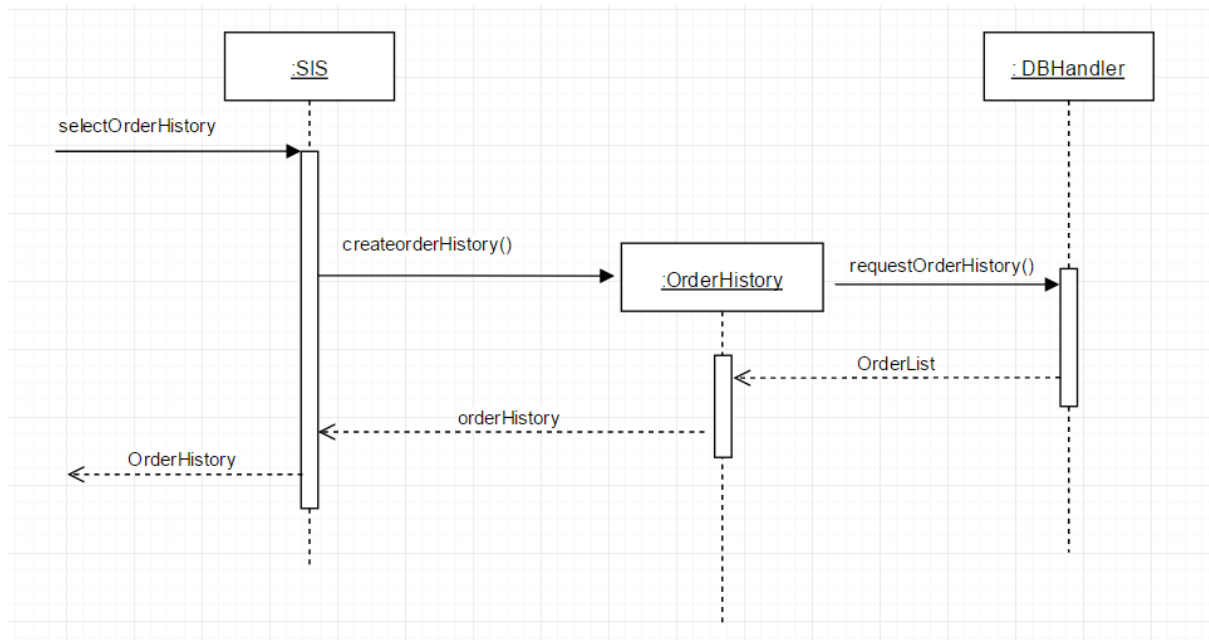 :SIS
: DBHandler
selectOrderHistory
createorderHistory()
:OrderHistory
requestOrderHistory()
OrderList
orderHistory
OrderHistory